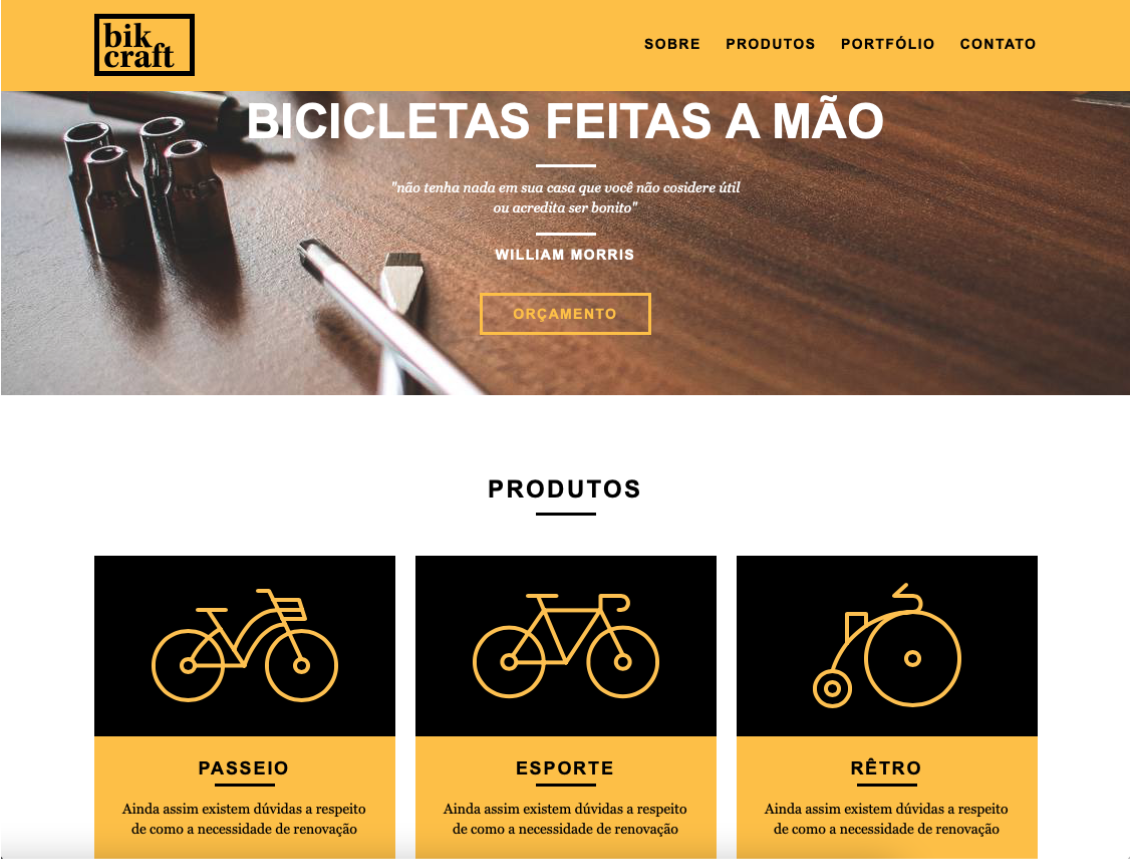 bik
craft
SOBRE PRODUTOS PORTFÓLIO CONTATO
BICICLETAS FEITAS A MÃO
"não tenha nada em sua casa que você não cosidere útil
ou acredita ser bonito"
WILLIAM MORRIS
ORÇAMENTO
PRODUTOS
PASSEIO
Ainda assim existem dúvidas a respeito
de como a necessidade de renovação
ESPORTE
Ainda assim existem dúvidas a respeito
de como a necessidade de renovação
RÊTRO
Ainda assim existem dúvidas a respeito
de como a necessidade de renovação